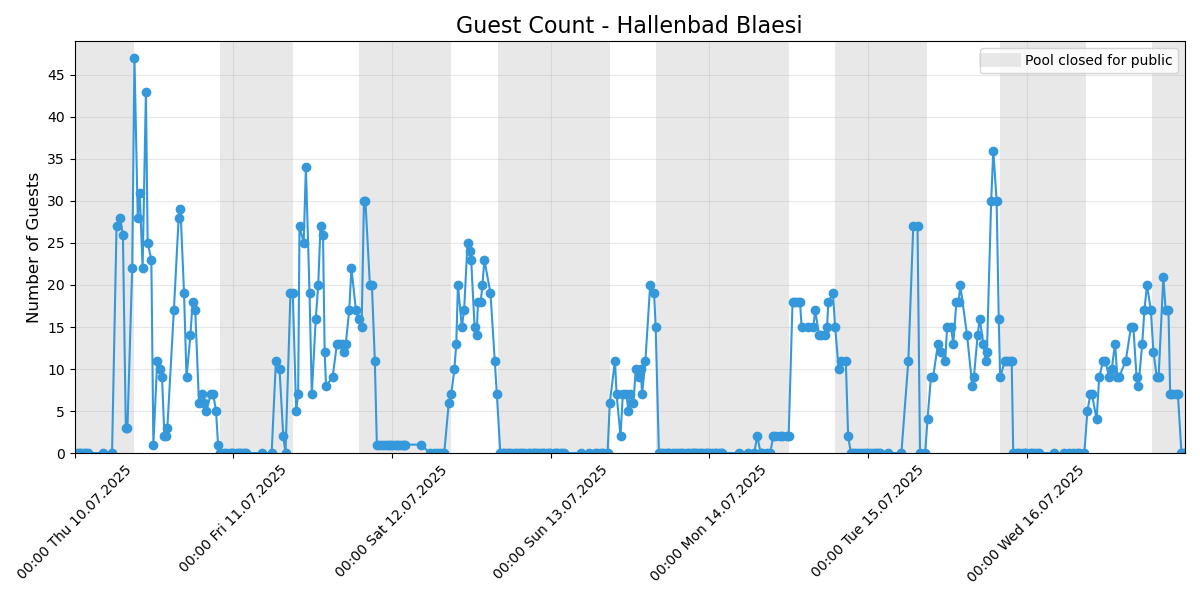 Guest Count - Hallenbad Blaesi
Pool closed for public
Number of Guests
45
40
35
30
25
20
15
10
5
0
00:00 Thu 10.07.2025
00:00 Fri 11.07.2025
00:00 Sat 12.07.2025
00:00 Sun 13.07.2025
00:00 Mon 14.07.2025
00:00 Tue 15.07.2025
00:00 Wed 16.07.2025